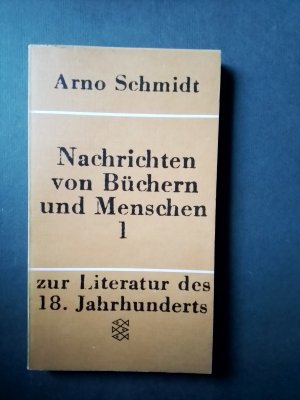 Arno Schmidt
Nachrichten
von Büchern
und Menschen
1
zur Literatur des
18. Jahrhunderts